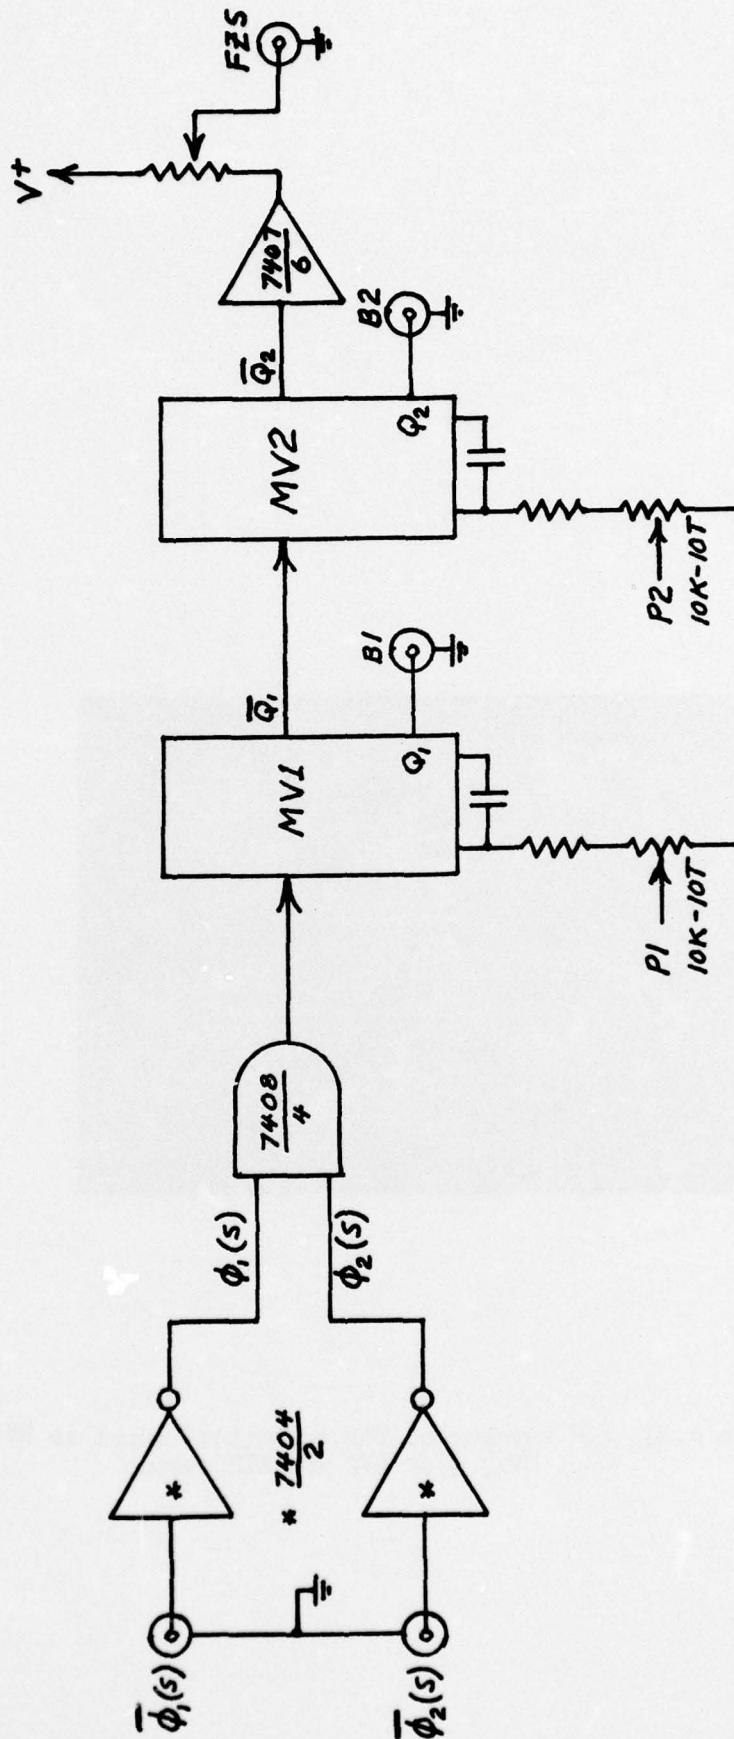 φ̅₁(s)
φ̅₂(s)
*
*
* 7404/2
φ₁(s)
φ₂(s)
7408/4
MV1
Q̅₁
Q₁
B1
P1
10K-10T
MV2
Q̅₂
Q₂
B2
P2
10K-10T
7407/6
V+
FZS